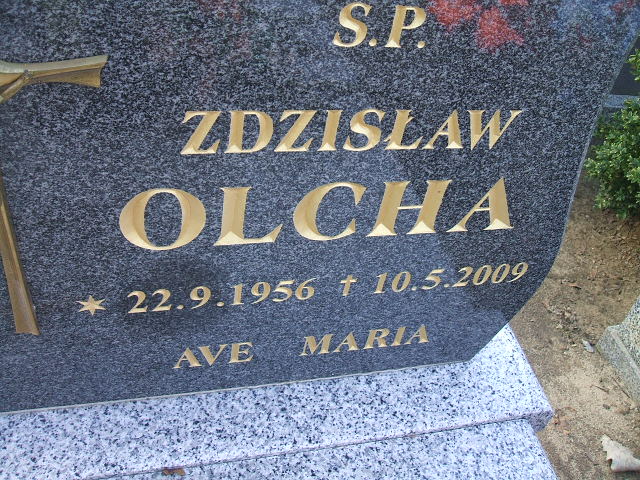 S.P.
ZDZISŁAW
OLCHA
✶ 22.9.1956 ✝ 10.5.2009
AVE MARIA